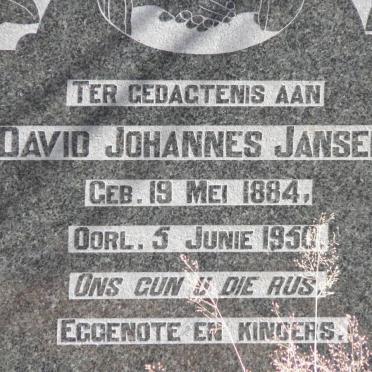 TER GEDAGTENIS AAN
DAVID JOHANNES JANSE
GEB. 19 MEI 1884,
OORL. 5 JUNIE 1950.
ONS GUN U DIE RUS.
EGGENOTE EN KINDERS.